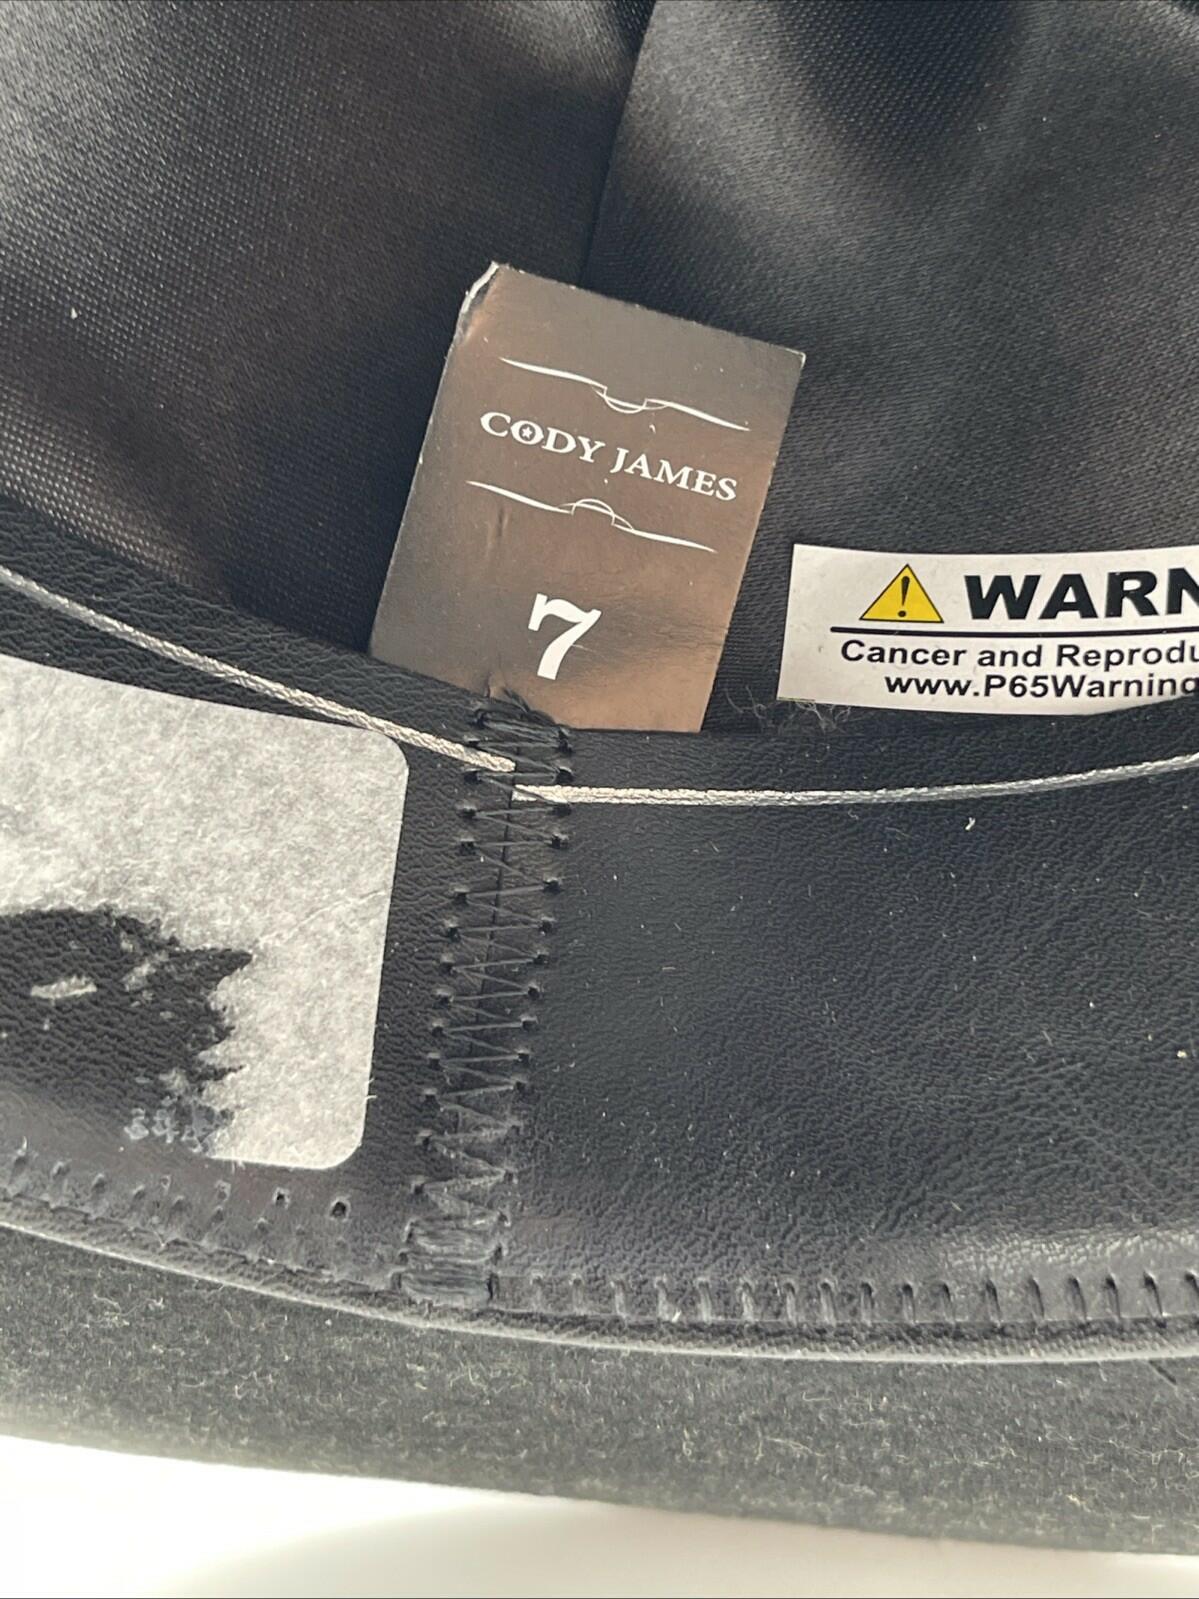 CODY JAMES
7
WARN
Cancer and Reprodu
www.P65Warning